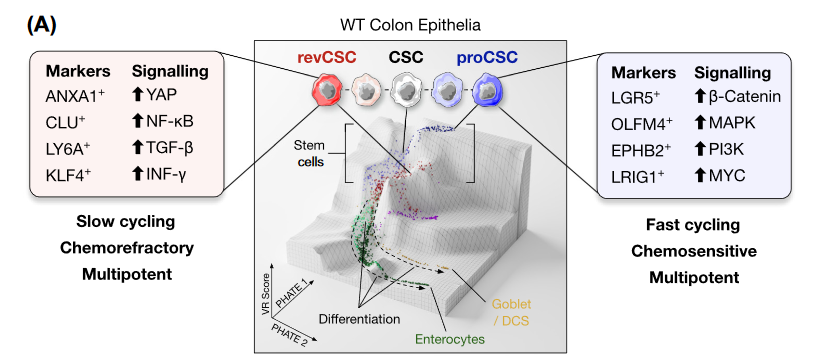 (A)
WT Colon Epithelia
revCSC CSC proCSC
Markers Signalling
ANXA1+ ⬆YAP
CLU+ ⬆NF-κB
LY6A+ ⬆TGF-β
KLF4+ ⬆INF-γ
Slow cycling
Chemorefractory
Multipotent
Stem
cells
VR Score
PHATE 1
PHATE 2
Differentiation
Goblet
/ DCS
Enterocytes
Markers Signalling
LGR5+ ⬆β-Catenin
OLFM4+ ⬆MAPK
EPHB2+ ⬆PI3K
LRIG1+ ⬆MYC
Fast cycling
Chemosensitive
Multipotent